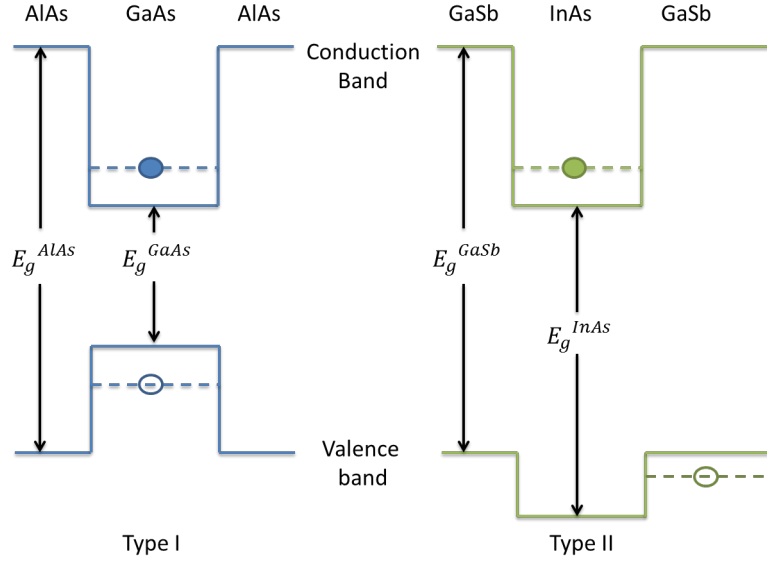 AlAs GaAs AlAs
GaSb InAs GaSb
Conduction
Band
E_g^{AlAs}
E_g^{GaAs}
E_g^{GaSb}
E_g^{InAs}
Valence
band
Type I
Type II